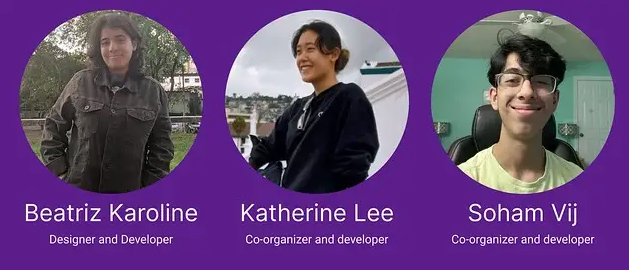 Beatriz Karoline
Designer and Developer
Katherine Lee
Co-organizer and developer
Soham Vij
Co-organizer and developer